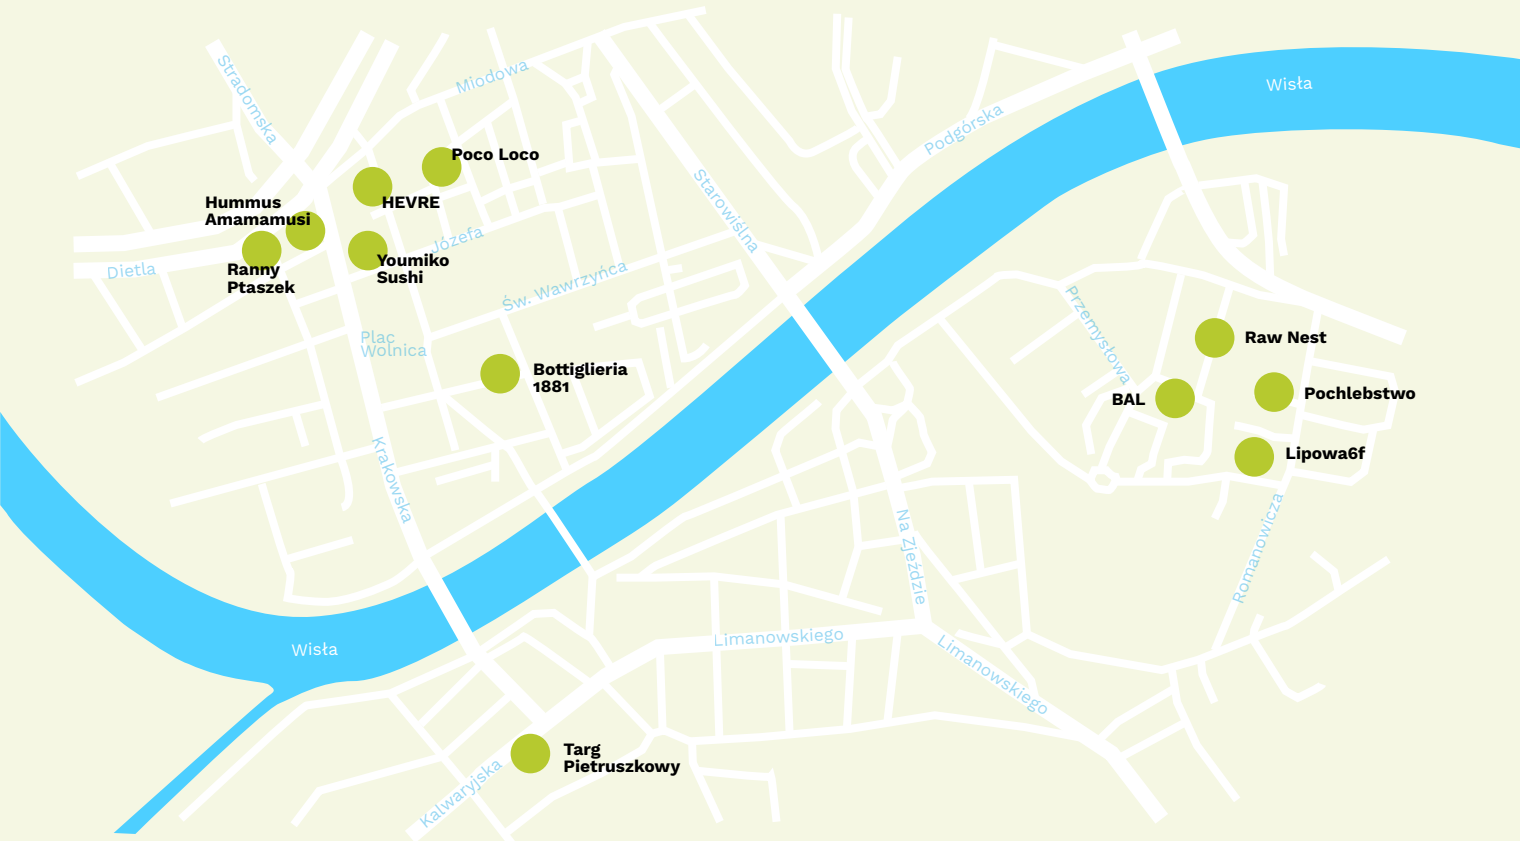 Stradomska
Miodowa
Wisła
Podgórska
Poco Loco
HEVRE
Hummus
Amamamusi
Starowiślna
Józefa
Youmiko
Sushi
Ranny
Ptaszek
Dietla
Św. Wawrzyńca
Przemysłowa
Plac
Wolnica
Raw Nest
Bottiglieria
1881
BAL
Pochlebstwo
Lipowa6f
Krakowska
Na Zjeździe
Romanowicza
Wisła
Limanowskiego
Limanowskiego
Targ
Pietruszkowy
Kalwaryjska